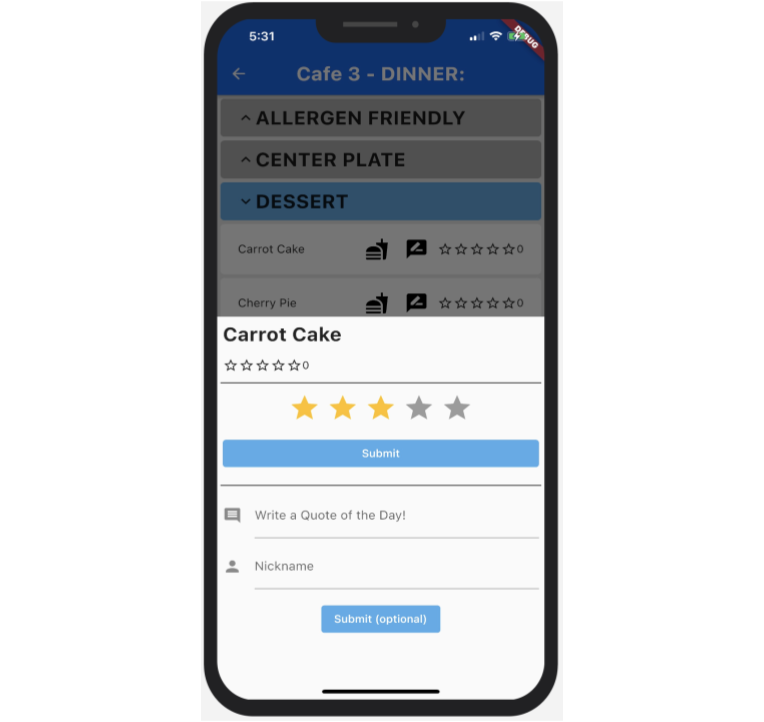 5:31
DEBUG
Cafe 3 - DINNER:
ALLERGEN FRIENDLY
CENTER PLATE
DESSERT
Carrot Cake 0
Cherry Pie 0
Carrot Cake
0
Submit
Write a Quote of the Day!
Nickname
Submit (optional)